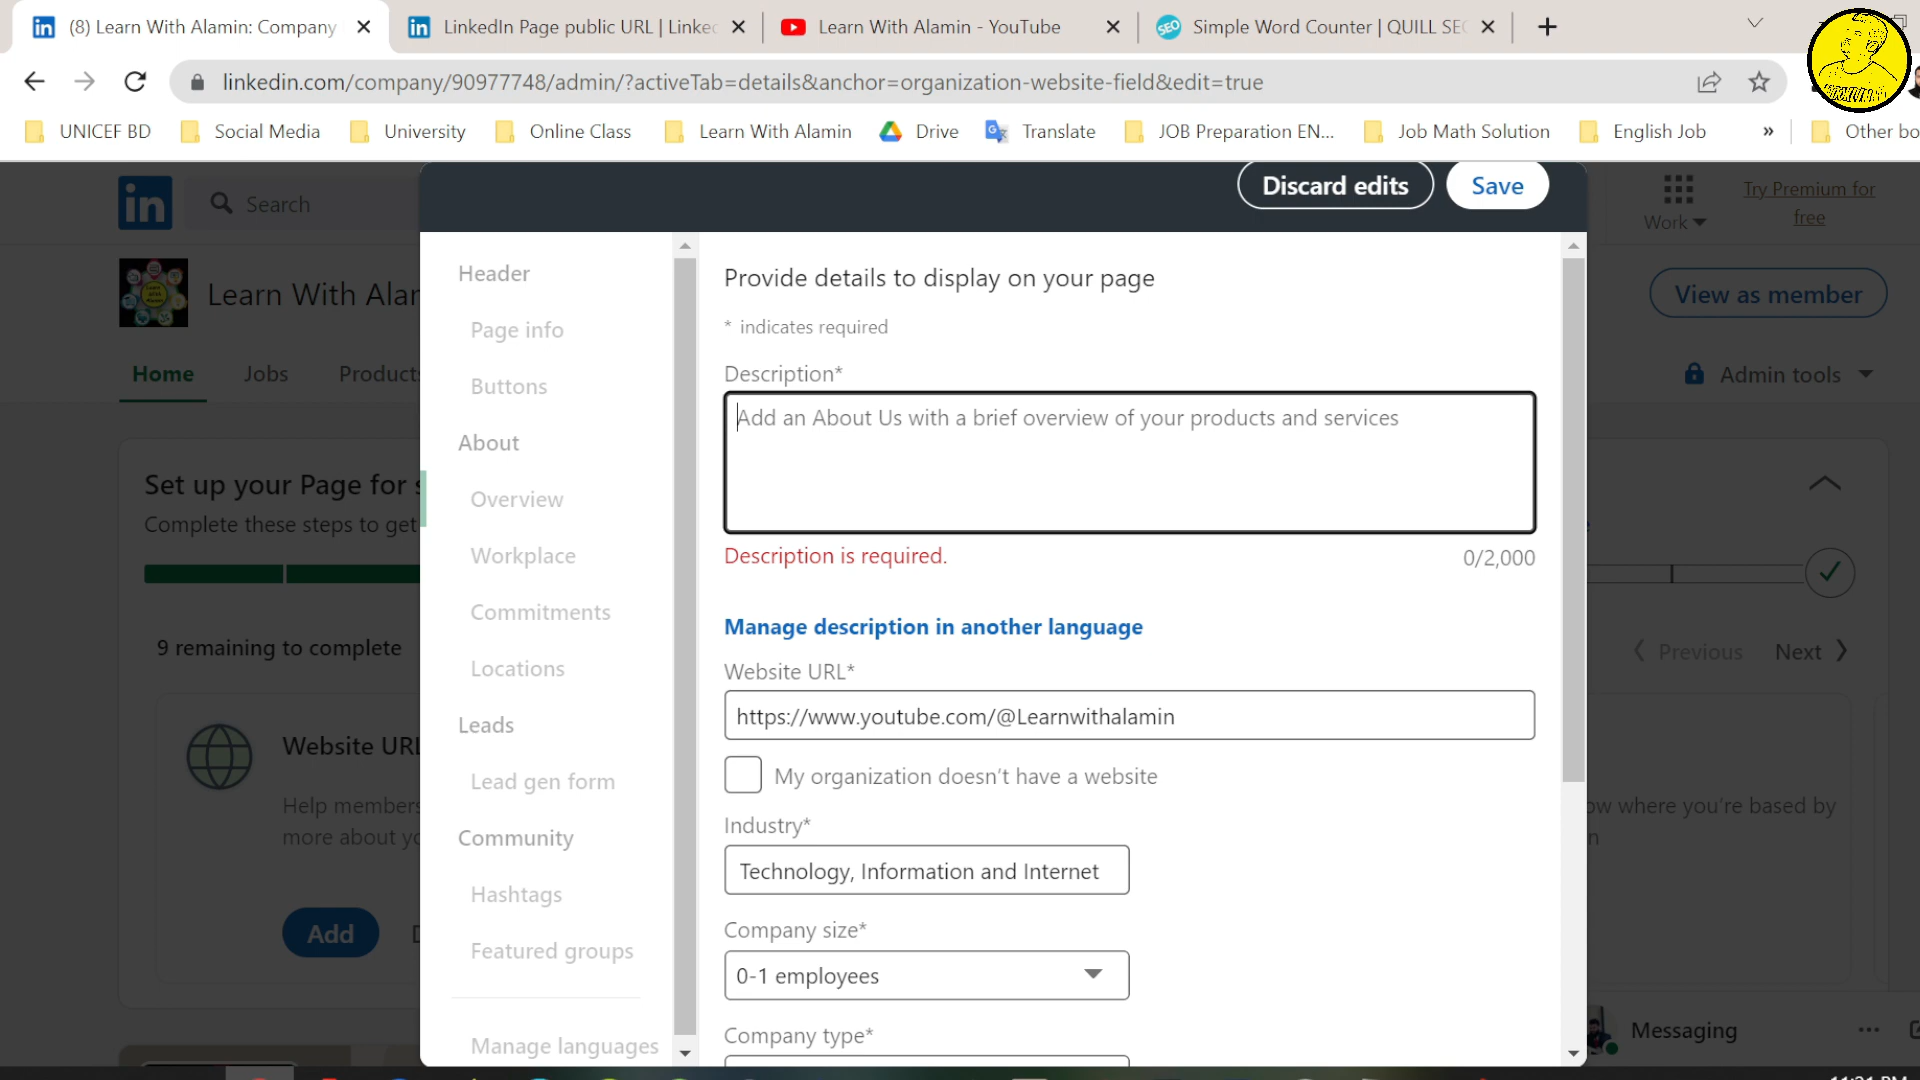 (8) Learn With Alamin: Company
LinkedIn Page public URL | Linke
Learn With Alamin - YouTube
Simple Word Counter | QUILL SE
linkedin.com/company/90977748/admin/?activeTab=details&anchor=organization-website-field&edit=true
UNICEF BD
Social Media
University
Online Class
Learn With Alamin
Drive
Translate
JOB Preparation EN...
Job Math Solution
English Job
»
Other bo
in
Search
Discard edits
Save
Work
Try Premium for
free
Learn With Alan
View as member
Home
Jobs
Products
Admin tools
Set up your Page for s
Complete these steps to get
9 remaining to complete
Previous
Next
Website URL
Help members
more about yo
Add
ow where you're based by
n
Header
Page info
Buttons
About
Overview
Workplace
Commitments
Locations
Leads
Lead gen form
Community
Hashtags
Featured groups
Manage languages
Provide details to display on your page
* indicates required
Description*
Add an About Us with a brief overview of your products and services
Description is required.
0/2,000
Manage description in another language
Website URL*
https://www.youtube.com/@Learnwithalamin
My organization doesn't have a website
Industry*
Technology, Information and Internet
Company size*
0-1 employees
Company type*
Messaging